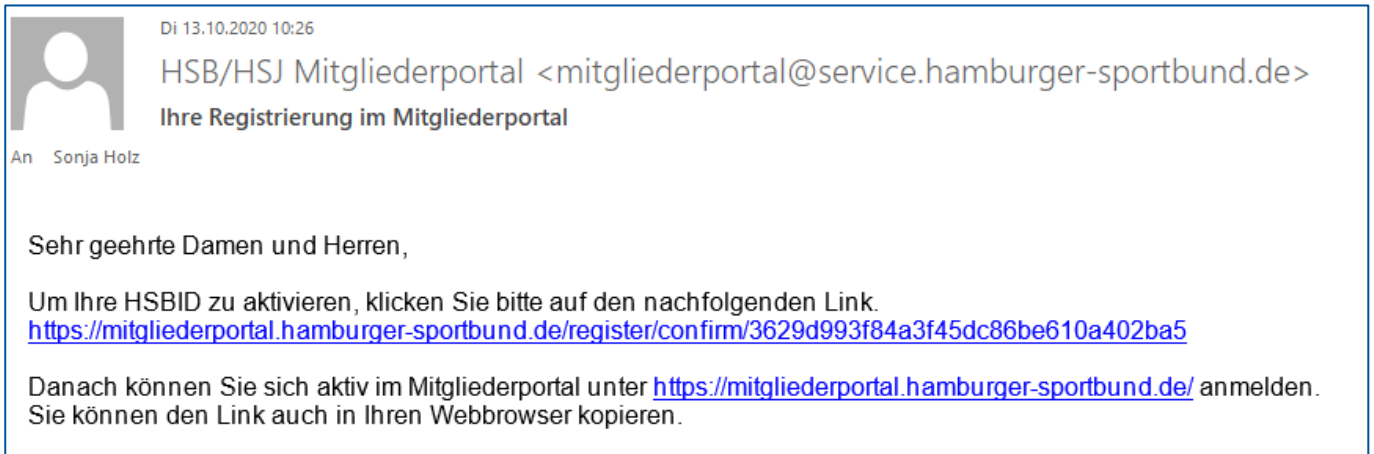 Di 13.10.2020 10:26
HSB/HSJ Mitgliederportal <mitgliederportal@service.hamburger-sportbund.de>
Ihre Registrierung im Mitgliederportal
An Sonja Holz
Sehr geehrte Damen und Herren,
Um Ihre HSBID zu aktivieren, klicken Sie bitte auf den nachfolgenden Link.
https://mitgliederportal.hamburger-sportbund.de/register/confirm/3629d993f84a3f45dc86be610a402ba5
Danach können Sie sich aktiv im Mitgliederportal unter https://mitgliederportal.hamburger-sportbund.de/ anmelden.
Sie können den Link auch in Ihren Webbrowser kopieren.